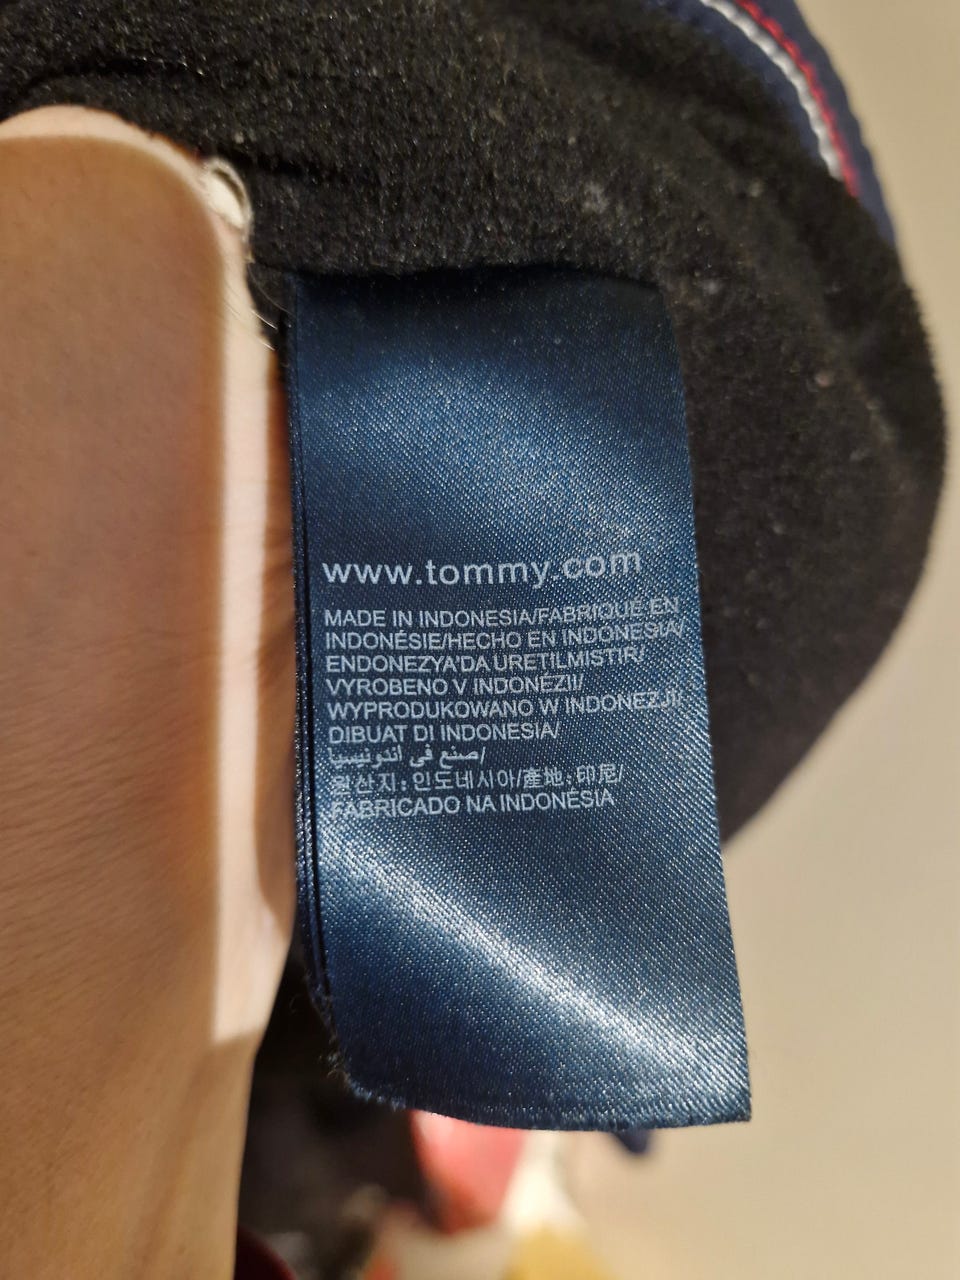 www.tommy.com
MADE IN INDONESIA/FABRIQUÉ EN
INDONÉSIE/HECHO EN INDONESIA/
ENDONEZYA'DA URETILMISTIR/
VYROBENO V INDONEZII/
WYPRODUKOWANO W INDONEZJI/
DIBUAT DI INDONESIA/
صنع في اندونيسيا/
원산지:인도네시아/產地:印尼/
FABRICADO NA INDONÉSIA